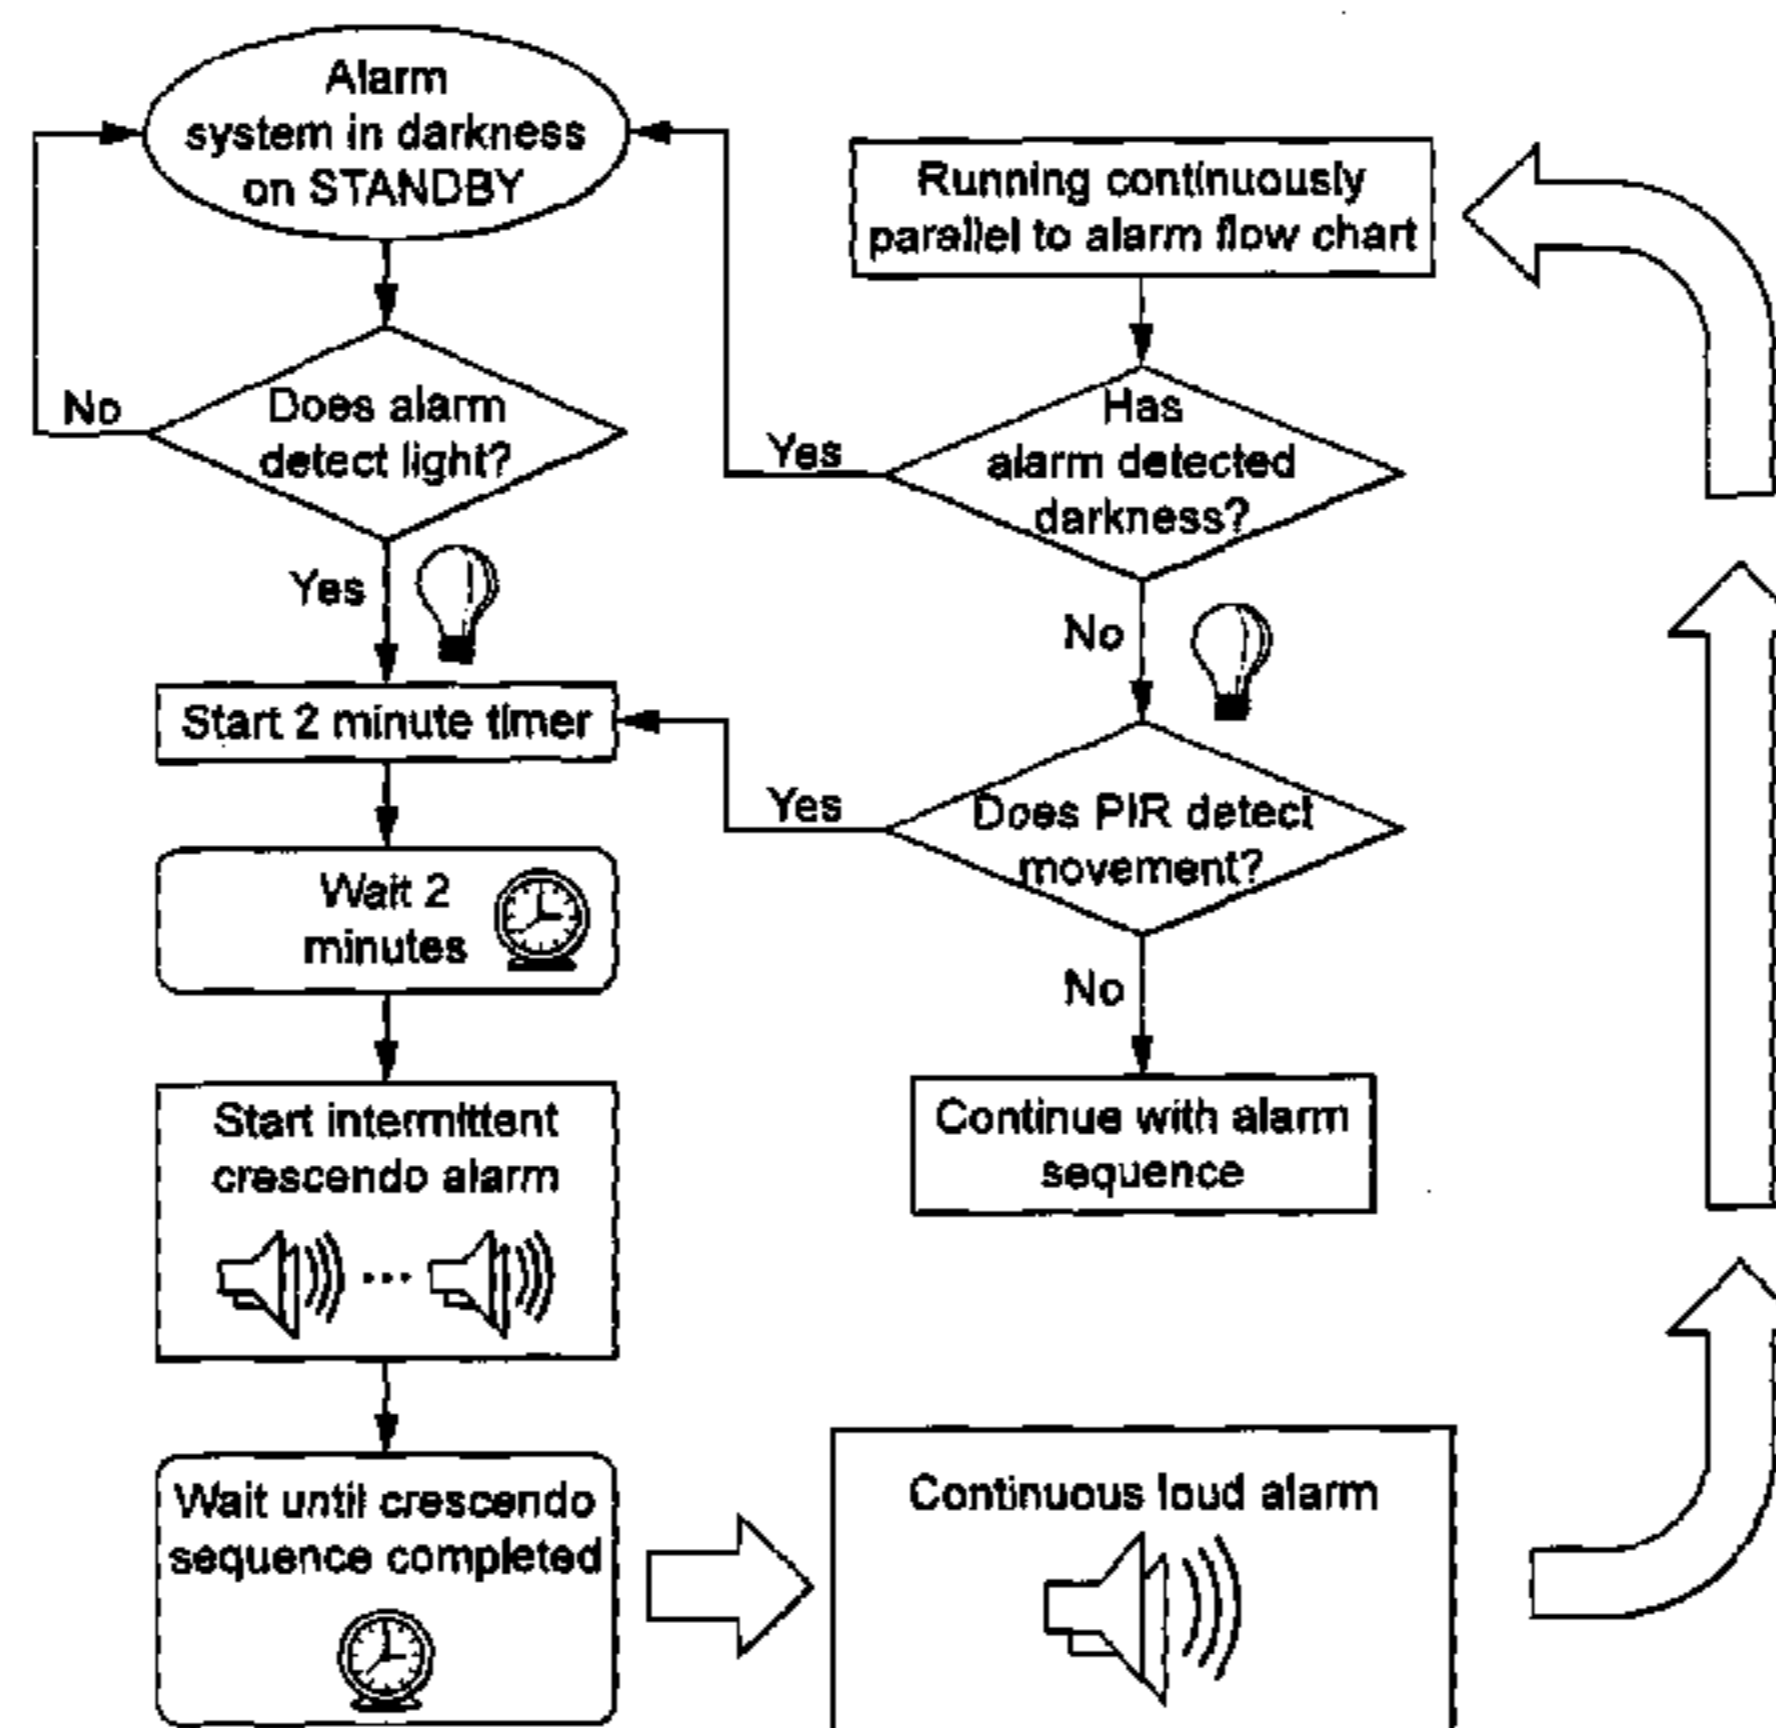 Alarm
system in darkness
on STANDBY
Does alarm
detect light?
No
Yes
Start 2 minute timer
Wait 2
minutes
Start intermittent
crescendo alarm
...
Wait until crescendo
sequence completed
Continuous loud alarm
Running continuously
parallel to alarm flow chart
Has
alarm detected
darkness?
Yes
No
Does PIR detect
movement?
Yes
No
Continue with alarm
sequence